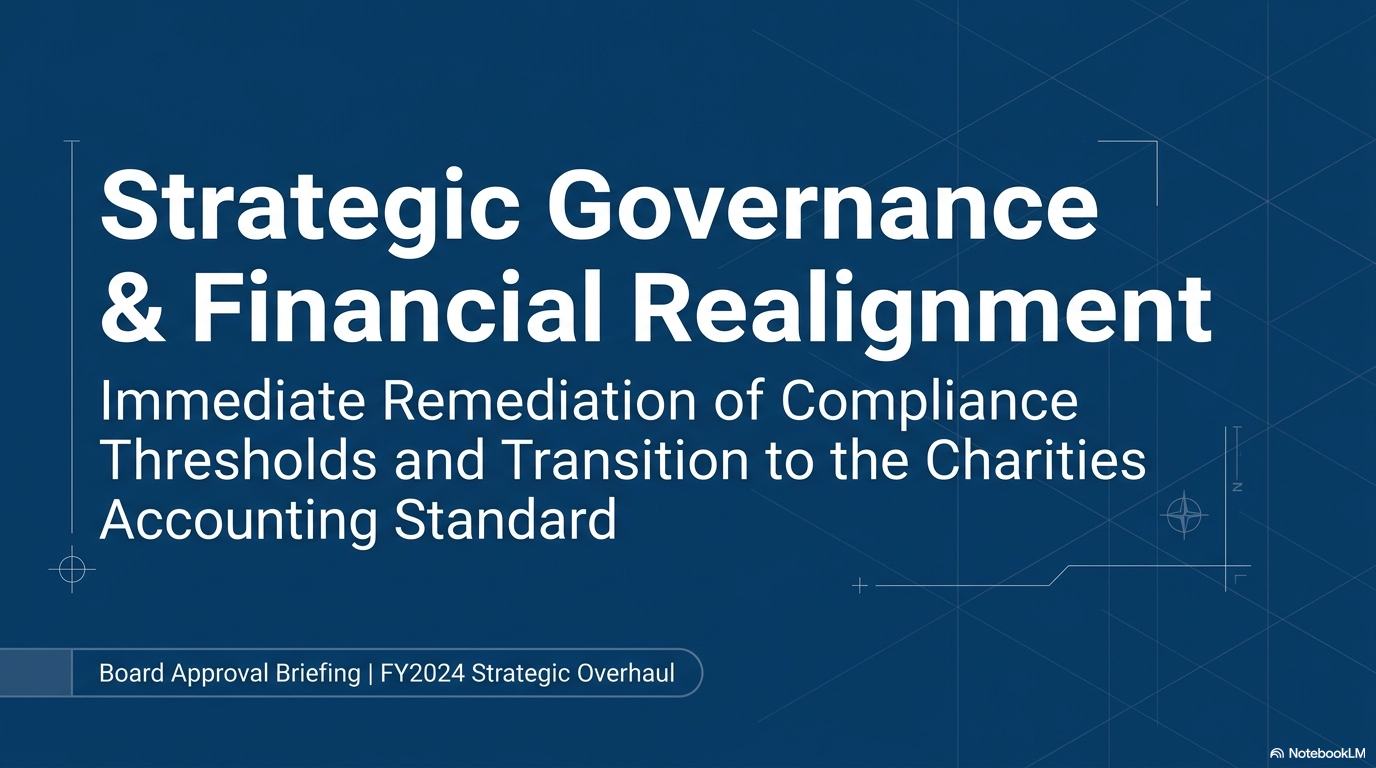 Strategic Governance
& Financial Realignment
Immediate Remediation of Compliance
Thresholds and Transition to the Charities
Accounting Standard
Board Approval Briefing | FY2024 Strategic Overhaul
N
L
NotebookLM